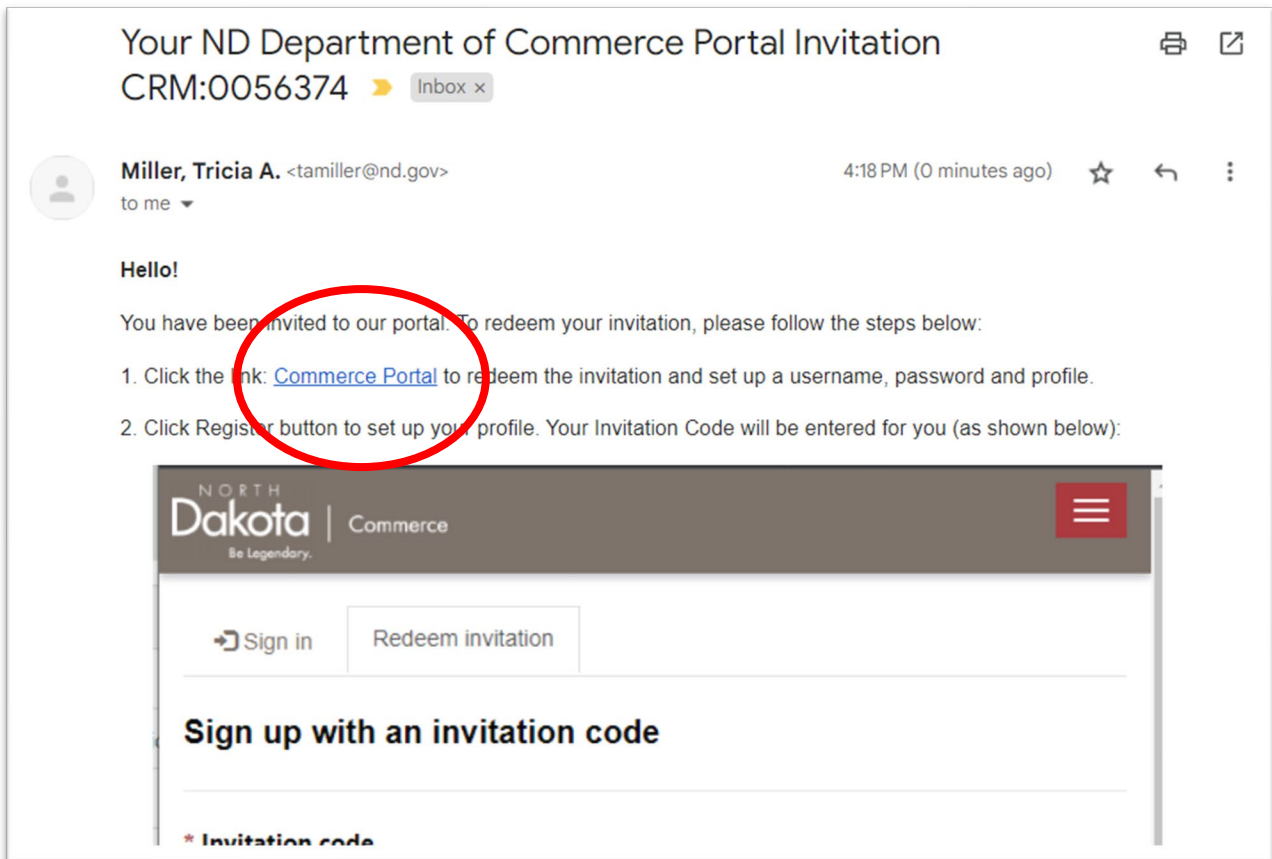 Your ND Department of Commerce Portal Invitation
CRM:0056374 Inbox ×
Miller, Tricia A. <tamiller@nd.gov> 4:18 PM (0 minutes ago)
to me
Hello!
You have been invited to our portal. To redeem your invitation, please follow the steps below:
1. Click the link: Commerce Portal to redeem the invitation and set up a username, password and profile.
2. Click Register button to set up your profile. Your Invitation Code will be entered for you (as shown below):
NORTH
Dakota | Commerce
Be Legendary.
Sign in Redeem invitation
Sign up with an invitation code
* Invitation code